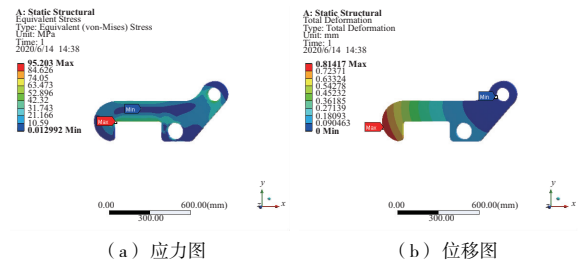 A: Static Structural
Equivalent Stress
Type: Equivalent (von-Mises) Stress
Unit: MPa
Time: 1
2020/6/14 14:38
95.203 Max
84.626
74.05
63.473
52.896
42.32
31.743
21.166
10.59
0.012992 Min
Min
Max
0.00
600.00(mm)
300.00
y
z
x
(a) 应力图
A: Static Structural
Total Deformation
Type: Total Deformation
Unit: mm
Time: 1
2020/6/14 14:38
0.81417 Max
0.72371
0.63334
0.54278
0.45232
0.36185
0.27139
0.18093
0.090463
0 Min
Min
Max
0.00
600.00(mm)
300.00
y
z
x
(b) 位移图